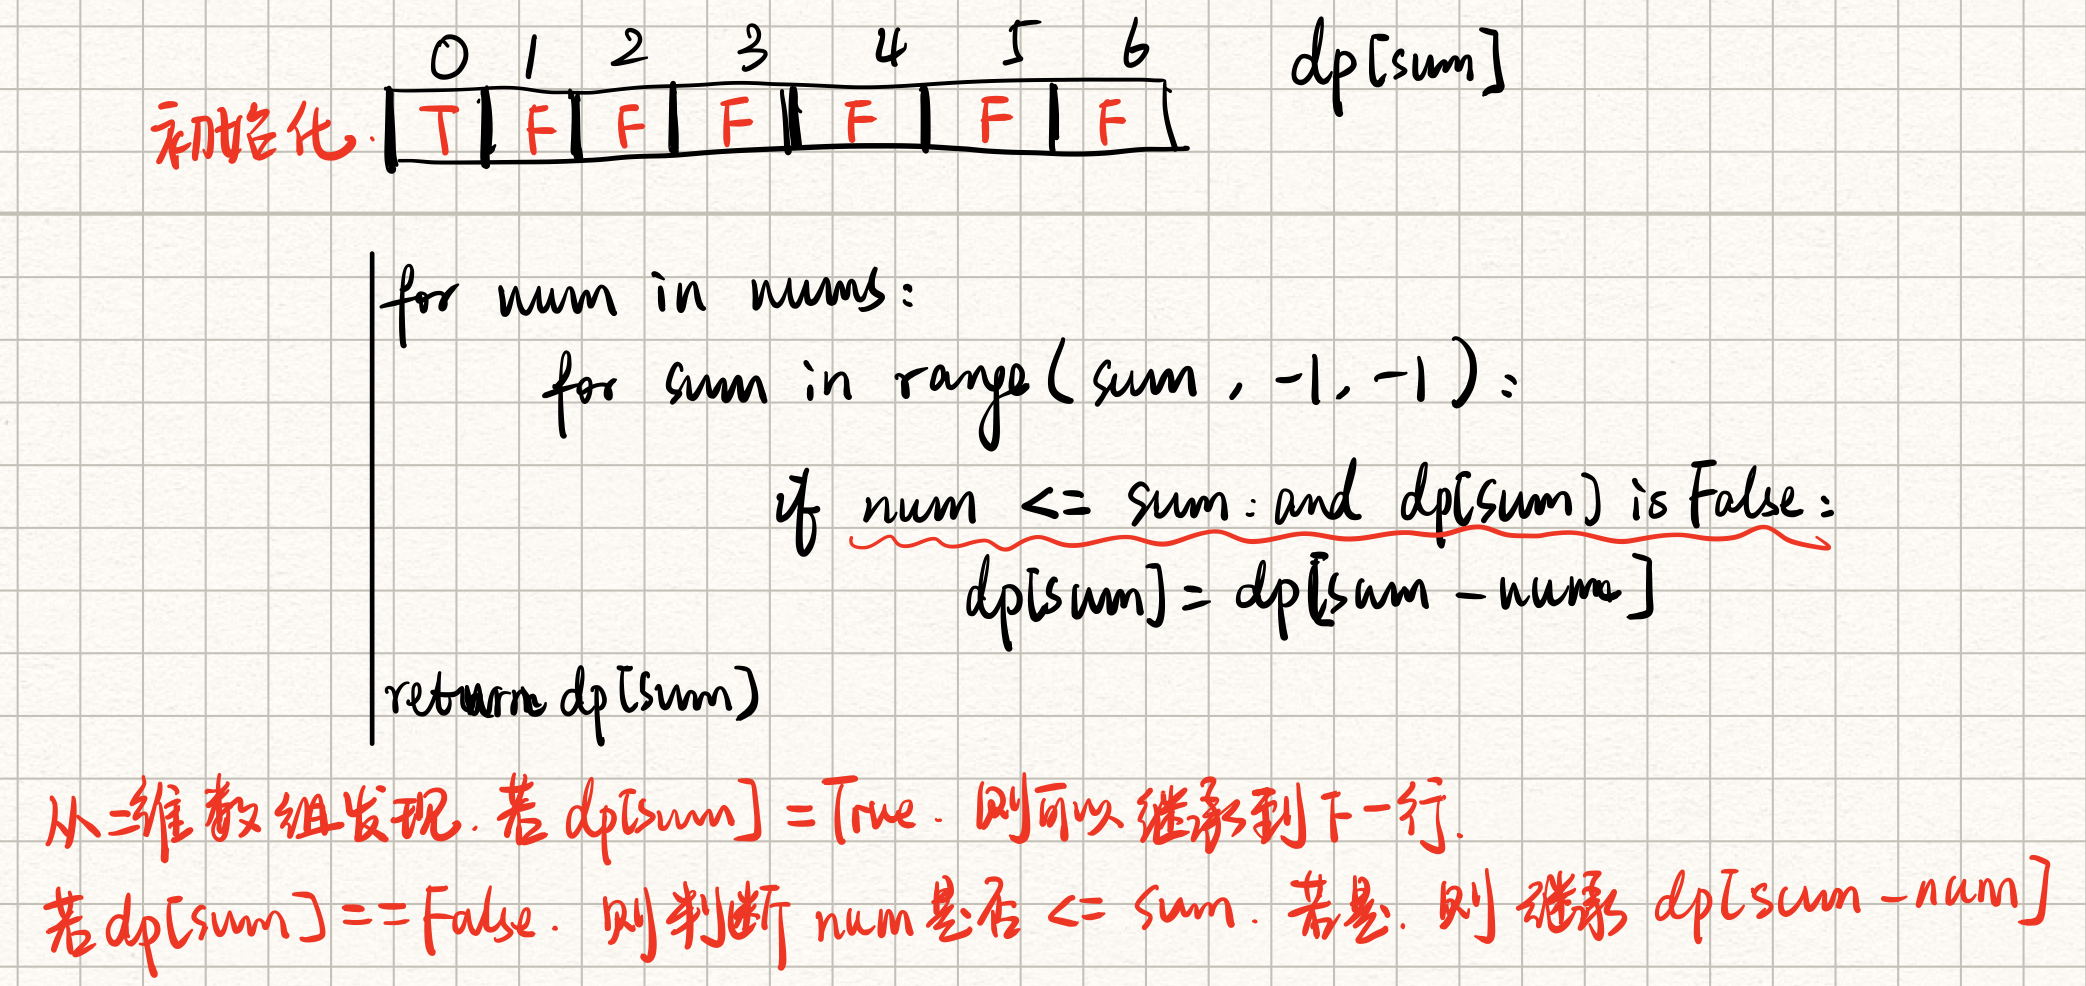 0 1 2 3 4 5 6 dp[sum]
初始化. T F F F F F F
for num in nums:
for sum in range(sum, -1, -1):
if num <= sum: and dp[sum] is False:
dp[sum] = dp[sum - num]
return dp[sum]
从二维数组发现. 若 dp[sum] = True. 则可以继承到下一行.
若 dp[sum] == False. 则判断 num 是否 <= sum. 若是. 则继承 dp[sum - num]